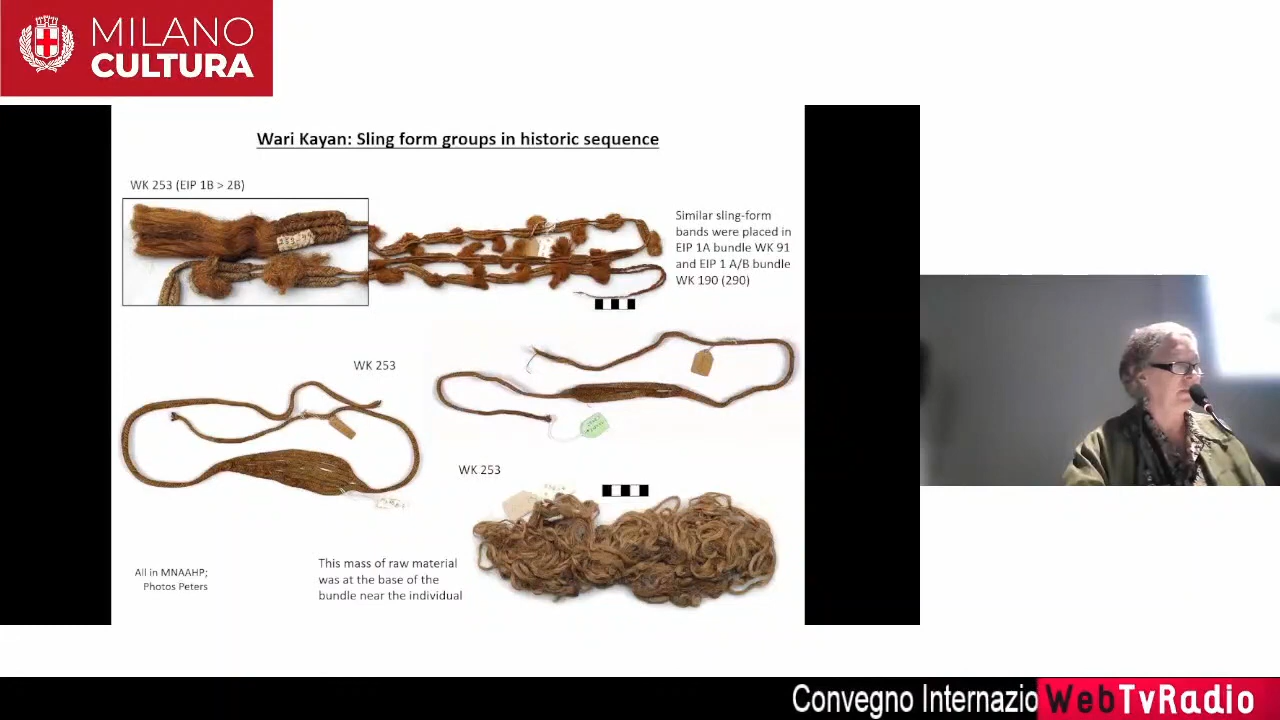 MILANO
CULTURA
Wari Kayan: Sling form groups in historic sequence
WK 253 (EIP 1B > 2B)
Similar sling-form
bands were placed in
EIP 1A bundle WK 91
and EIP 1 A/B bundle
WK 190 (290)
WK 253
WK 253
All in MNAAHP;
Photos Peters
This mass of raw material
was at the base of the
bundle near the individual
Convegno Internazio
WebTvRadio